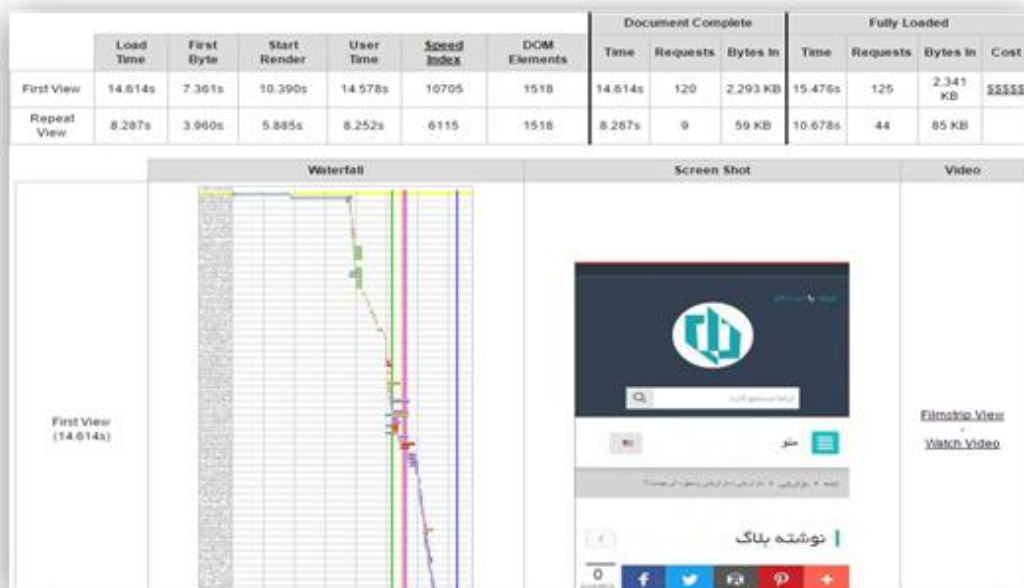 Document Complete Fully Loaded
Load Time First Byte Start Render User Time Speed Index DOM Elements Time Requests Bytes In Time Requests Bytes In Cost
First View 14.614s 7.361s 10.390s 14.578s 10705 1518 14.614s 120 2,293 KB 15.476s 125 2,341 KB $$$$$
Repeat View 8.287s 3.960s 5.885s 8.252s 6115 1518 8.287s 9 59 KB 10.678s 44 85 KB
Waterfall Screen Shot Video
منو
First View
(14.614s)
Filmstrip View
-
Watch Video
نوشته بلاگ
0